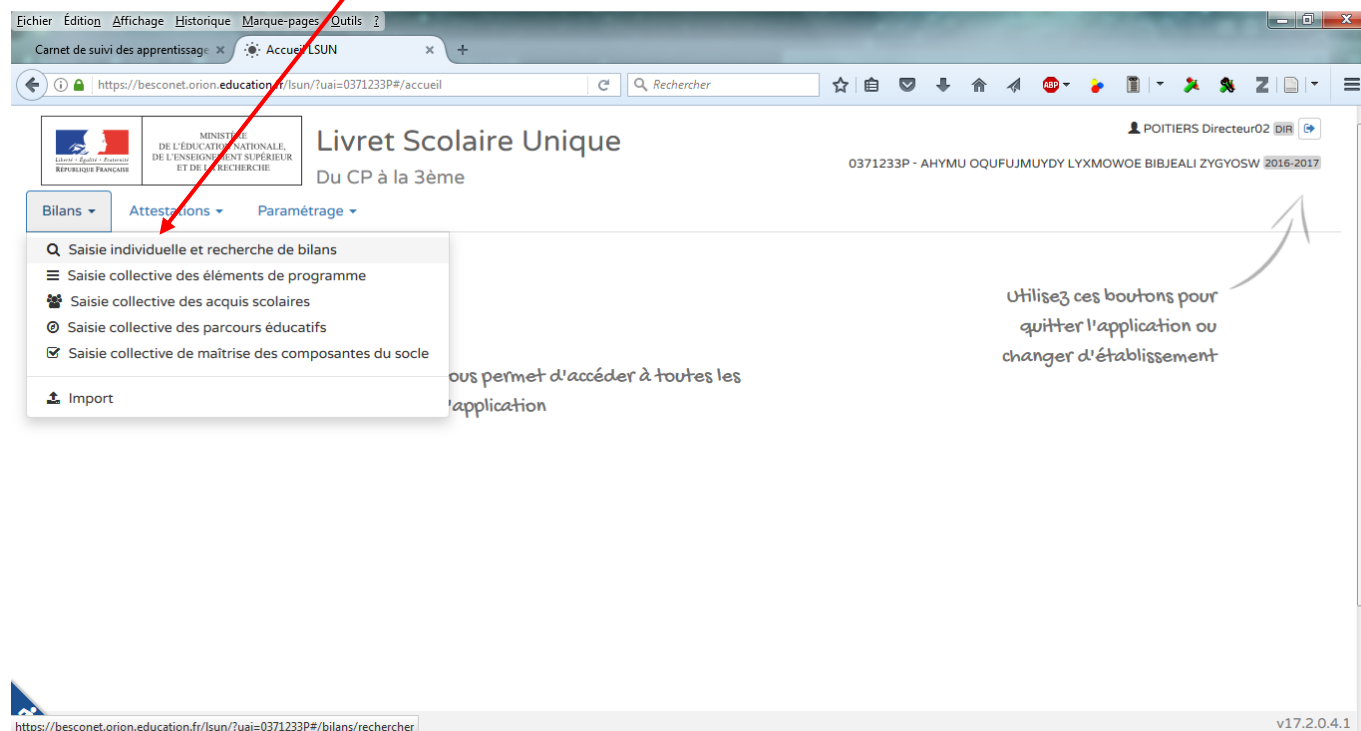 Fichier Édition Affichage Historique Marque-pages Outils ?
Carnet de suivi des apprentissage Accueil LSUN
https://besconet.orion.education.fr/lsun/?uai=0371233P#/accueil Rechercher ABP
Liberté • Égalité • Fraternité
RÉPUBLIQUE FRANÇAISE
MINISTÈRE
DE L'ÉDUCATION NATIONALE,
DE L'ENSEIGNEMENT SUPÉRIEUR
ET DE LA RECHERCHE
Livret Scolaire Unique
Du CP à la 3ème
POITIERS Directeur02 DIR
0371233P - AHYMU OQUFUJMUYDY LYXMOWOE BIBJEALI ZYGYOSW 2016-2017
Bilans Attestations Paramétrage
Saisie individuelle et recherche de bilans
Saisie collective des éléments de programme
Saisie collective des acquis scolaires
Saisie collective des parcours éducatifs
Saisie collective de maîtrise des composantes du socle
Import
ous permet d'accéder à toutes les
'application
Utilisez ces boutons pour
quitter l'application ou
changer d'établissement
https://besconet.orion.education.fr/lsun/?uai=0371233P#/bilans/rechercher
v17.2.0.4.1